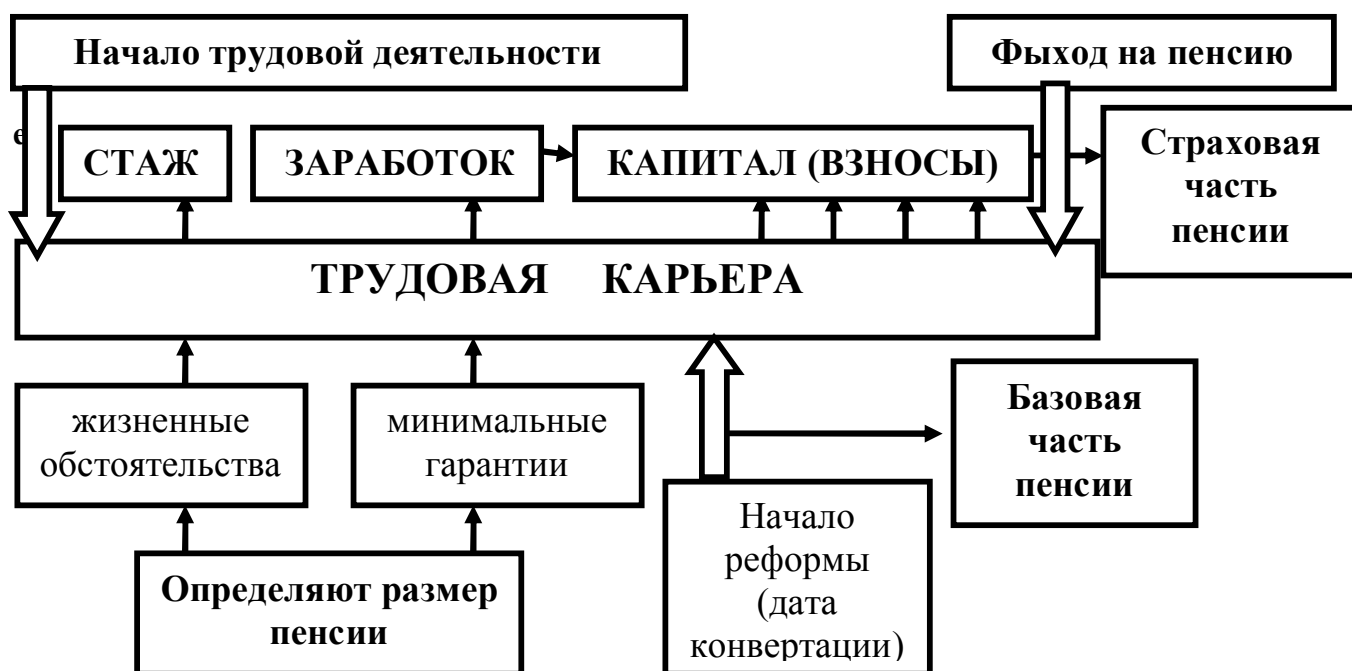 Начало трудовой деятельности
Фыход на пенсию
е
СТАЖ
ЗАРАБОТОК
КАПИТАЛ (ВЗНОСЫ)
Страховая
часть
пенсии
ТРУДОВАЯ КАРЬЕРА
жизненные
обстоятельства
минимальные
гарантии
Базовая
часть
пенсии
Начало
реформы
(дата
конвертации)
Определяют размер
пенсии